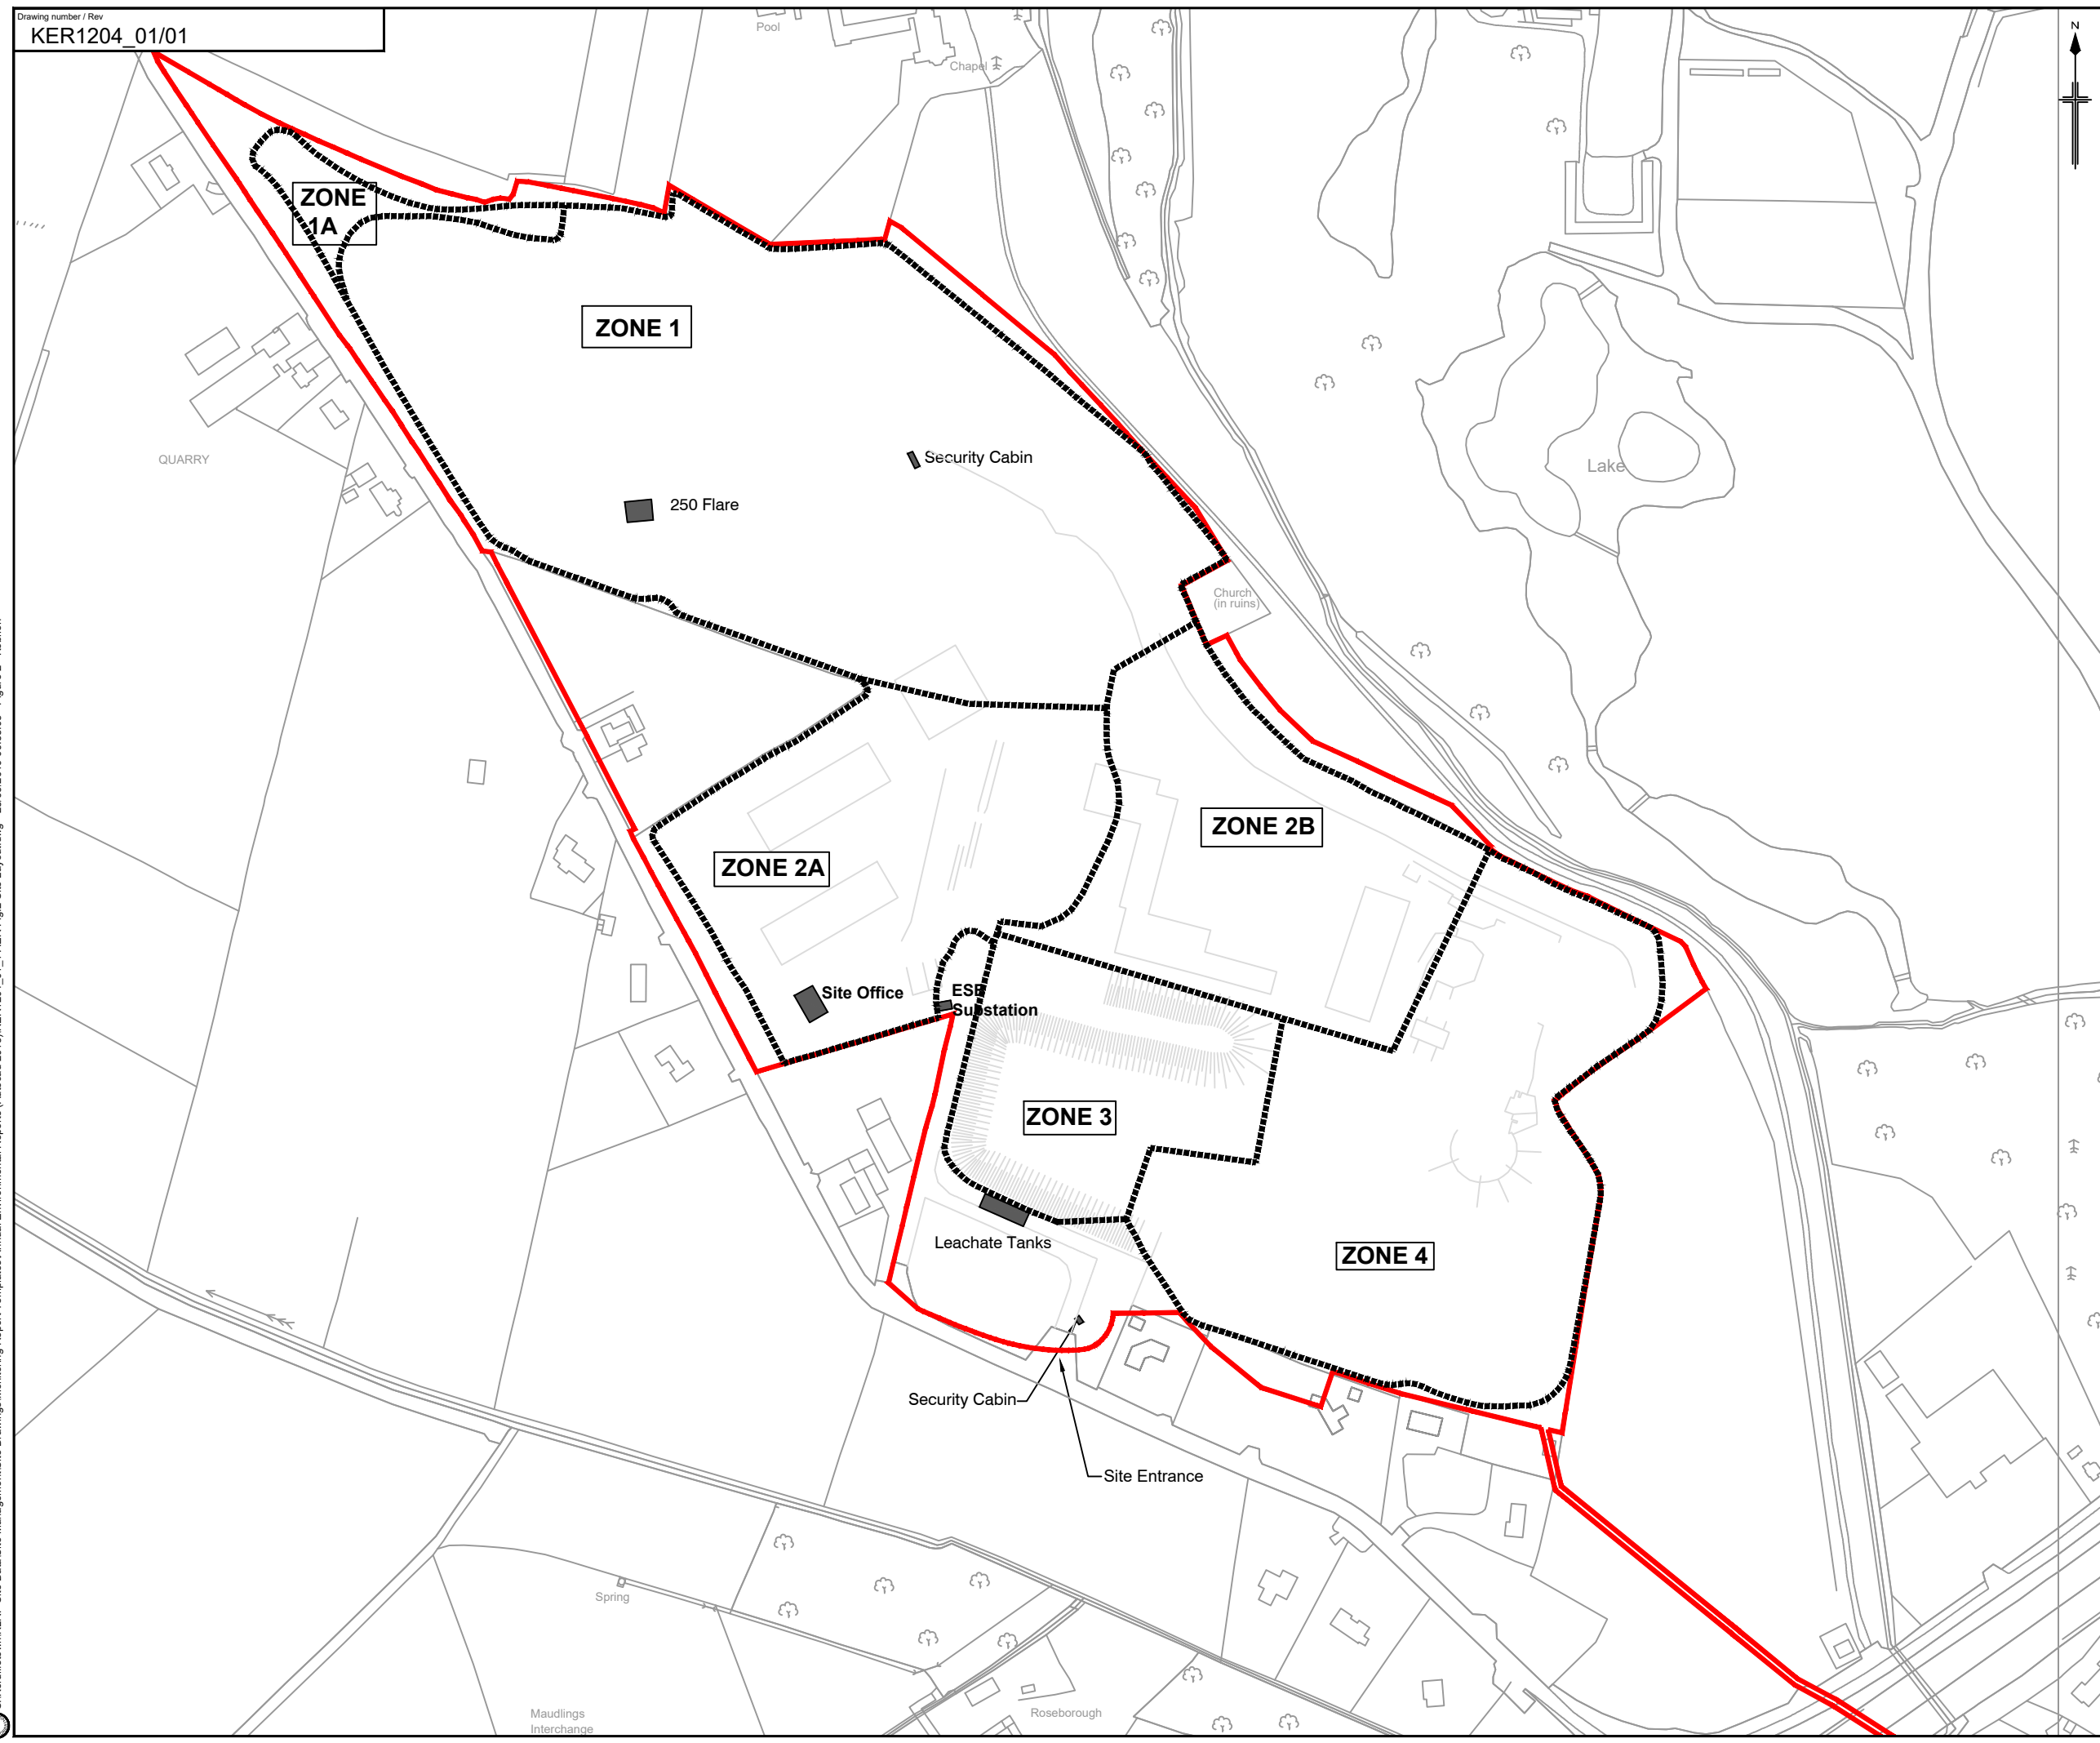 Drawing number / Rev
KER1204_01/01
N
Pool
Chapel
ZONE
1A
ZONE 1
QUARRY
Security Cabin
250 Flare
Lake
Church
(in ruins)
ZONE 2B
ZONE 2A
Site Office
ESB
Substation
ZONE 3
Leachate Tanks
ZONE 4
Security Cabin
Site Entrance
Spring
Maudlings
Interchange
Roseborough